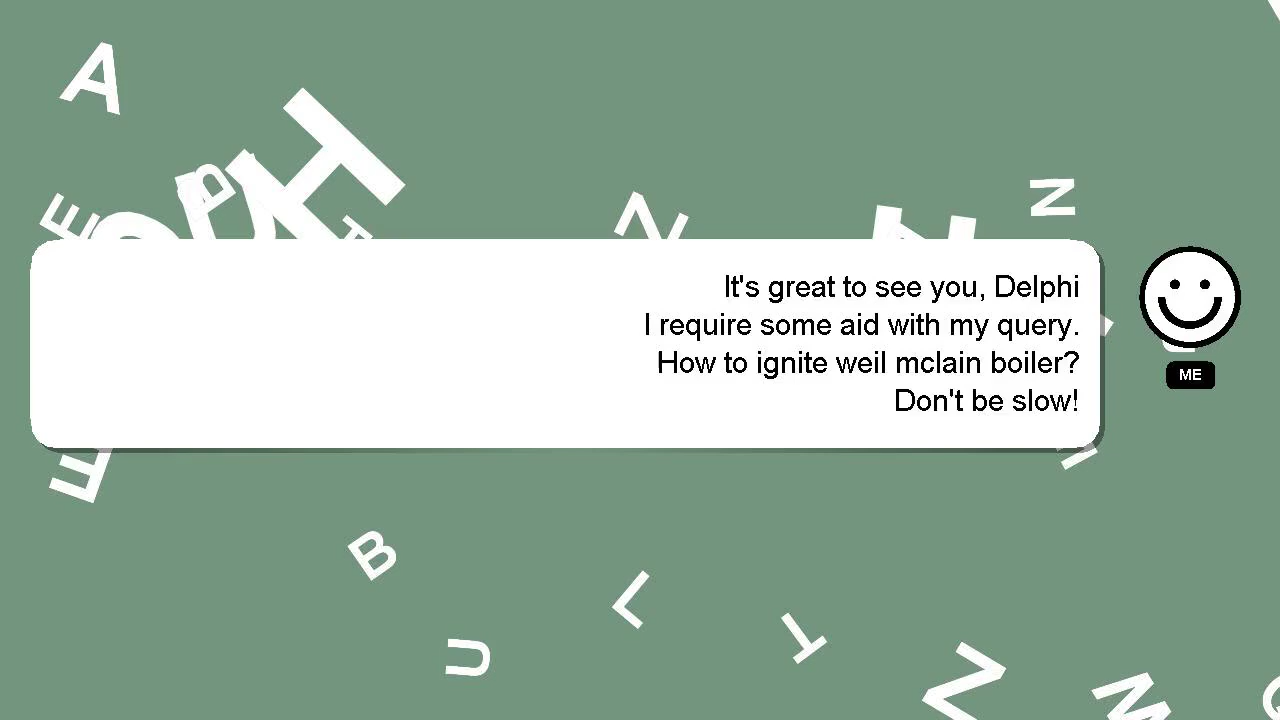 It's great to see you, Delphi
I require some aid with my query.
How to ignite weil mclain boiler?
Don't be slow!
ME
A
E
B
H
Z
N
E
B
L
U
T
Z
M